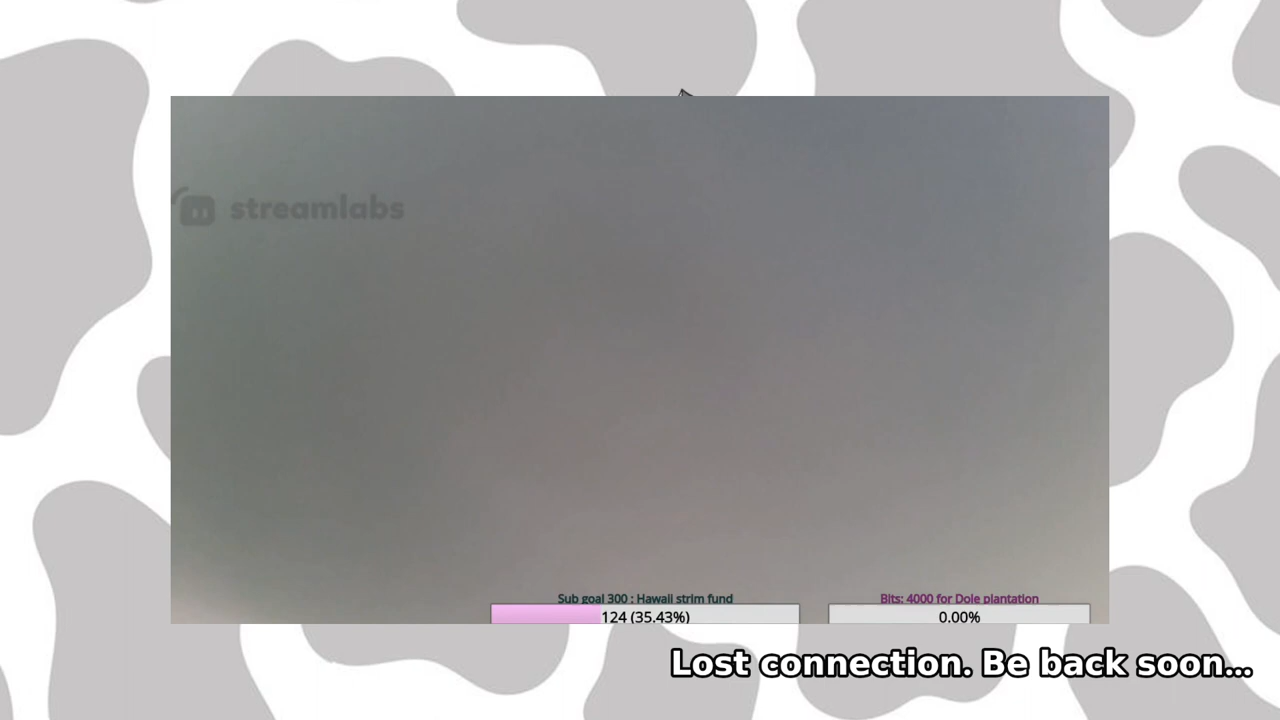 streamlabs
Sub goal 300 : Hawaii strim fund
Bits: 4000 for Dole plantation
124 (35.43%)
0.00%
Lost connection. Be back soon...